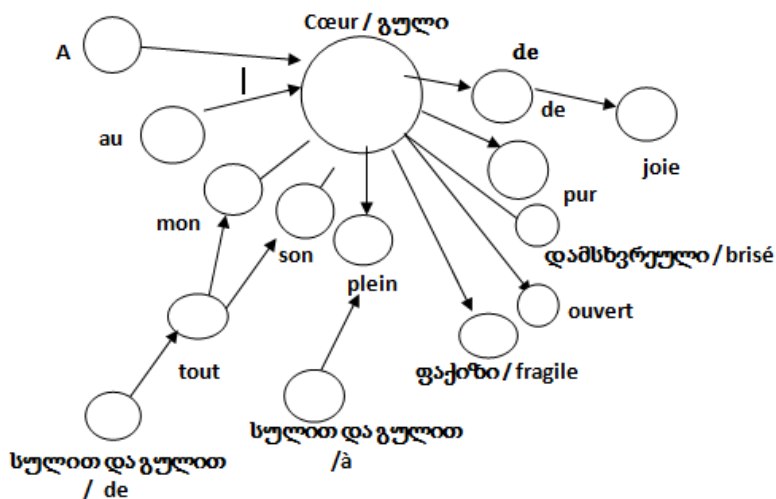 Cœur / გული
A
de
de
au
joie
pur
mon
son
დამსხვრეული / brisé
plein
ouvert
tout
ფაქიზი / fragile
სულით და გულით
/à
სულით და გულით
/ de